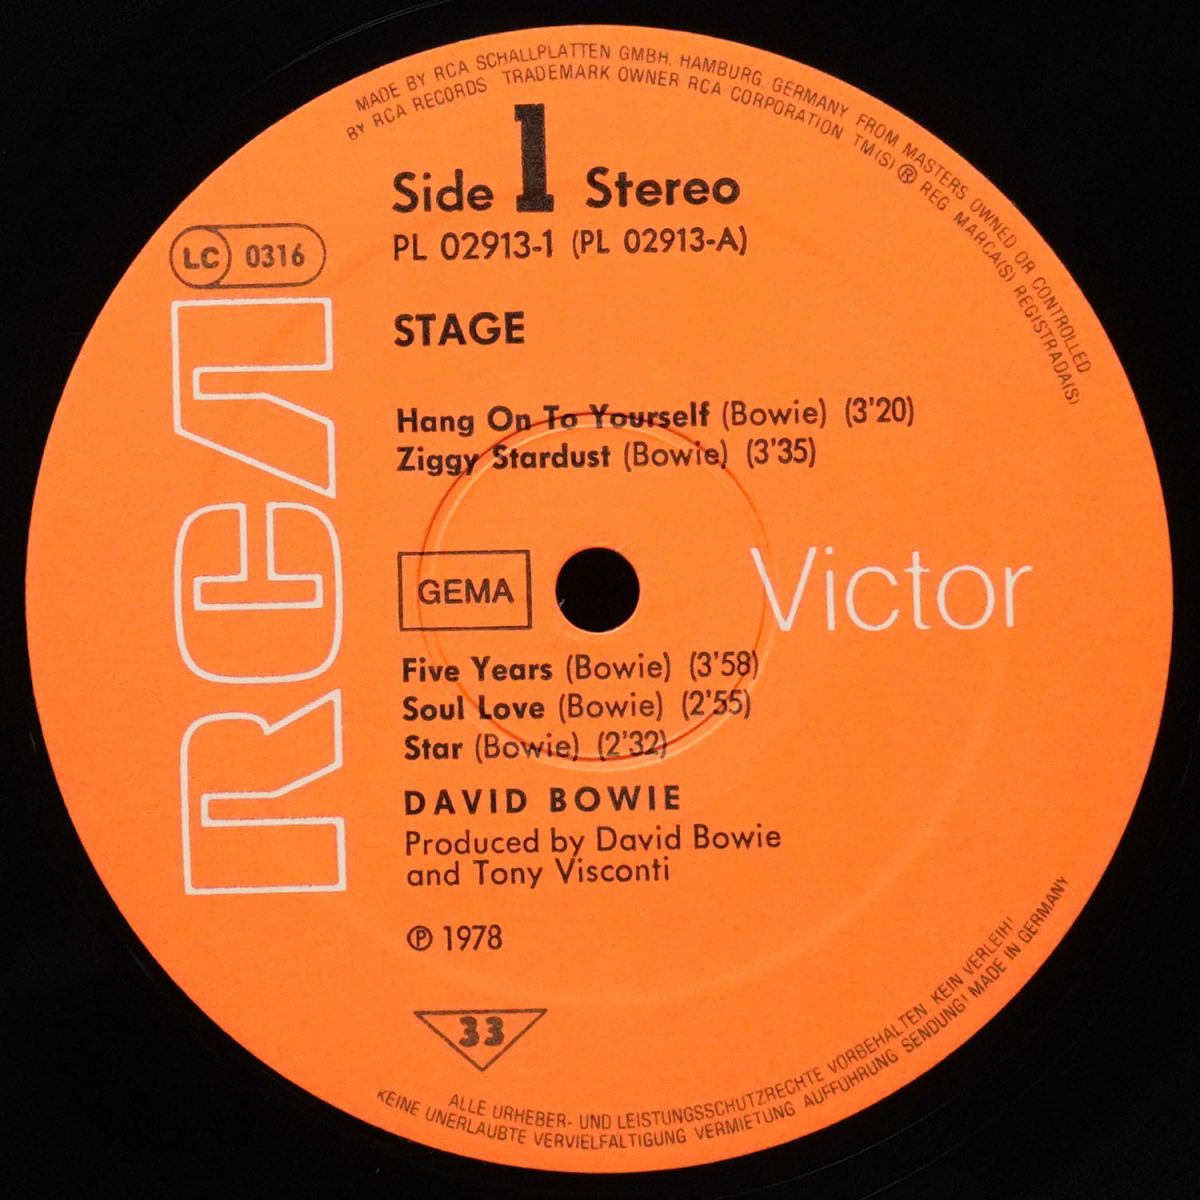 MADE BY RCA SCHALLPLATTEN GMBH, HAMBURG, GERMANY FROM MASTERS OWNED OR CONTROLLED
BY RCA RECORDS TRADEMARK OWNER RCA CORPORATION TM(S) ® REG MARCA(S) REGISTRADA(S)
Side 1 Stereo
PL 02913-1 (PL 02913-A)
LC 0316
RCA
STAGE
Hang On To Yourself (Bowie) (3'20)
Ziggy Stardust (Bowie) (3'35)
GEMA
Victor
Five Years (Bowie) (3'58)
Soul Love (Bowie) (2'55)
Star (Bowie) (2'32)
DAVID BOWIE
Produced by David Bowie
and Tony Visconti
℗ 1978
33
ALLE URHEBER- UND LEISTUNGSSCHUTZRECHTE VORBEHALTEN KEIN VERLEIH!
KEINE UNERLAUBTE VERVIELFALTIGUNG VERMIETUNG AUFFUHRUNG SENDUNG! MADE IN GERMANY